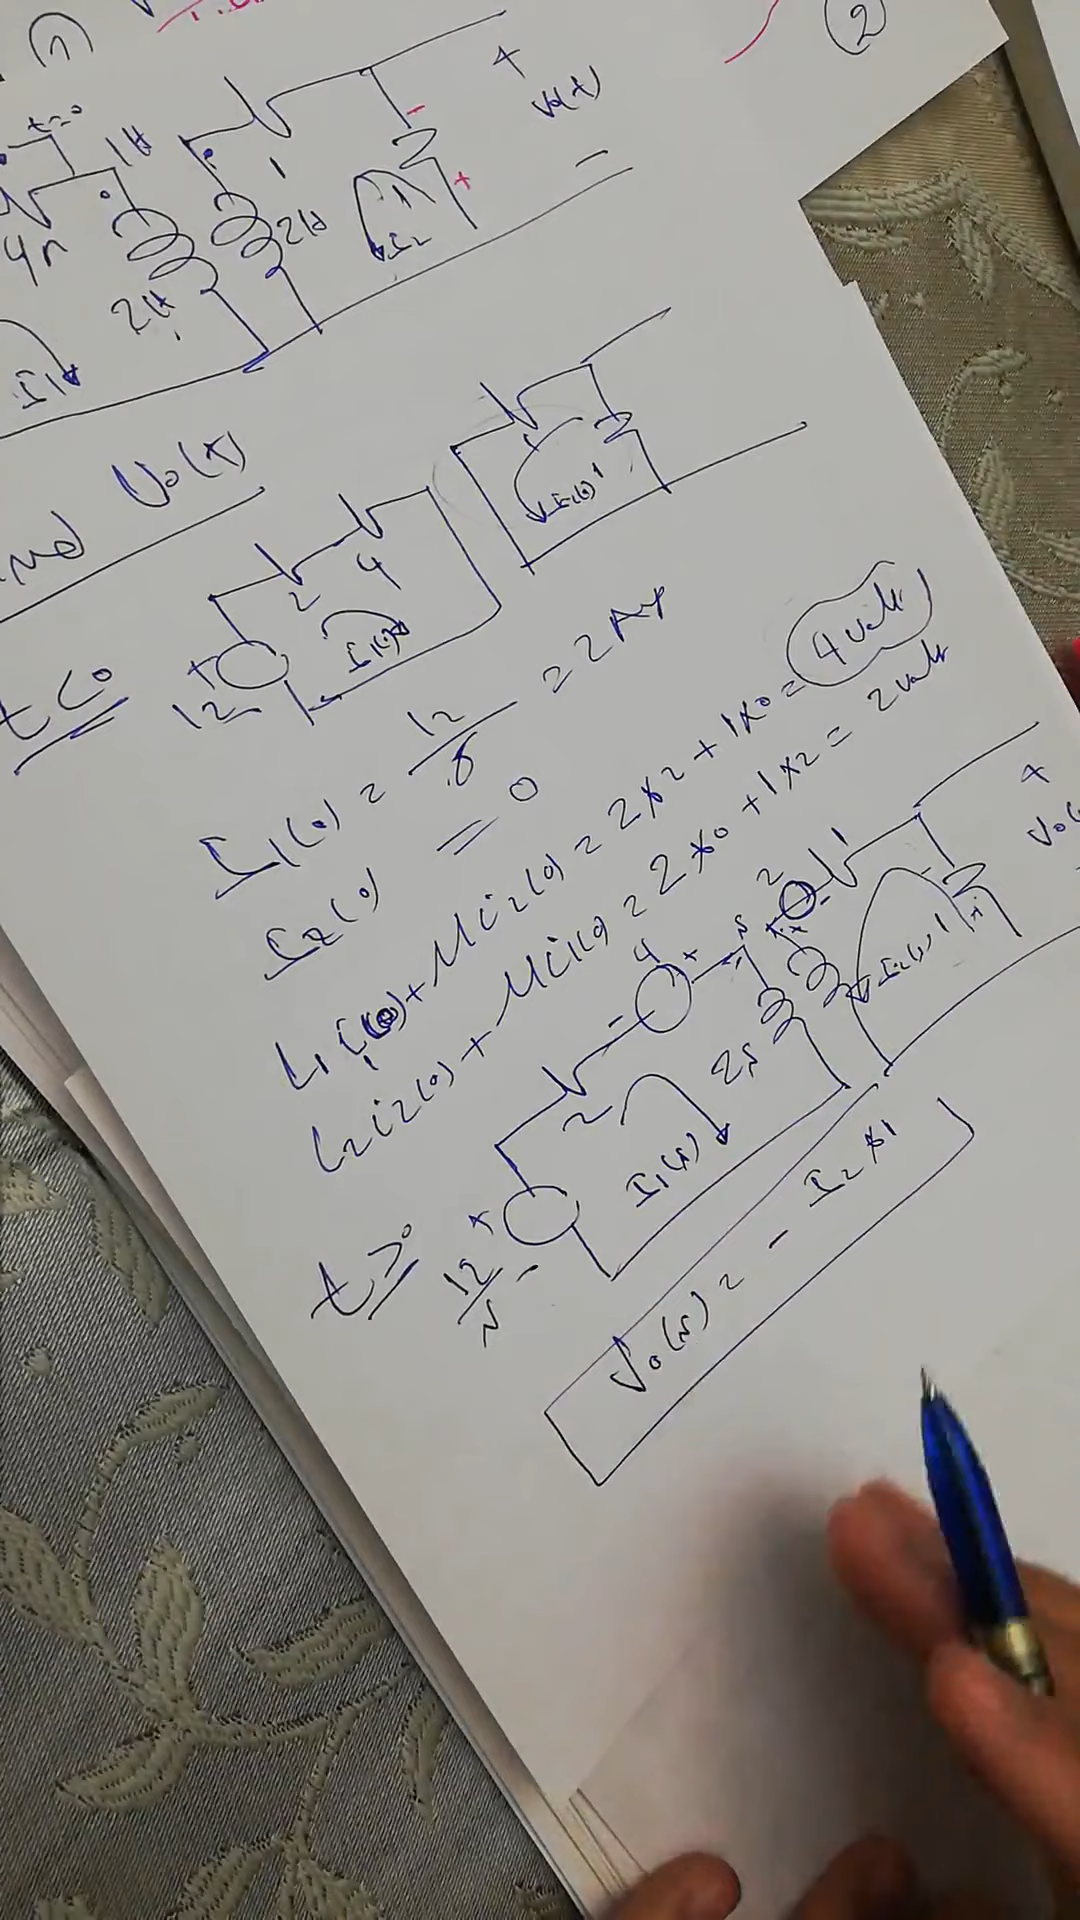 2
t=0
1H
1
+
Vo(t)
-
-
+
4Ω
2H
2H
I1
I2
Vo(t)
t<0
12
+
-
2
4
I1(0)
I2(0)
1
I1(0) = 12/6 = 2 Amp
I2(0) = 0
L1i1(0) + Mi2(0) = 2×2 + 1×0 = 4 volt
L2i2(0) + Mi1(0) = 2×0 + 1×2 = 2 volt
t>0
12/s
+
-
2
-
4
+
s
2s
I1(s)
+
2
-
1
I2(s)
1
-
+
+
Vo(s) = - I2×1